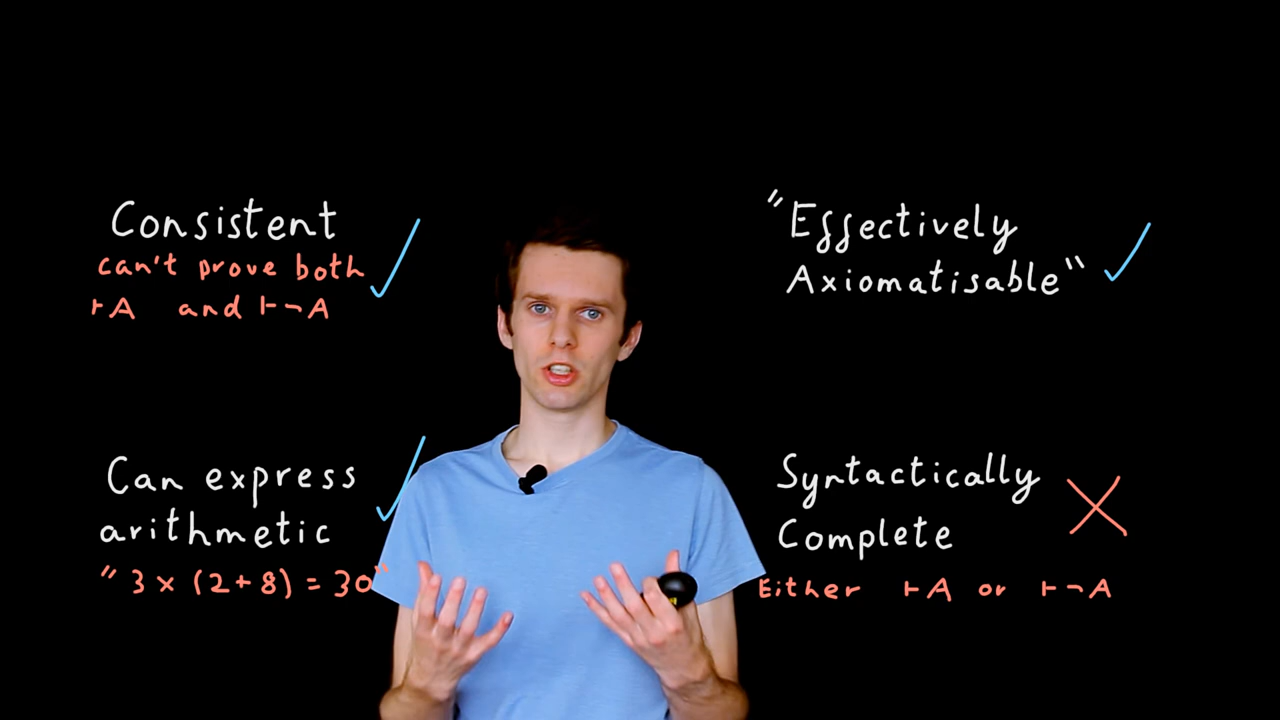 Consistent
can't prove both
⊢A and ⊢¬A
"Effectively
Axiomatisable"
Can express
arithmetic
"3 × (2+8) = 30"
Syntactically
Complete
Either ⊢A or ⊢¬A